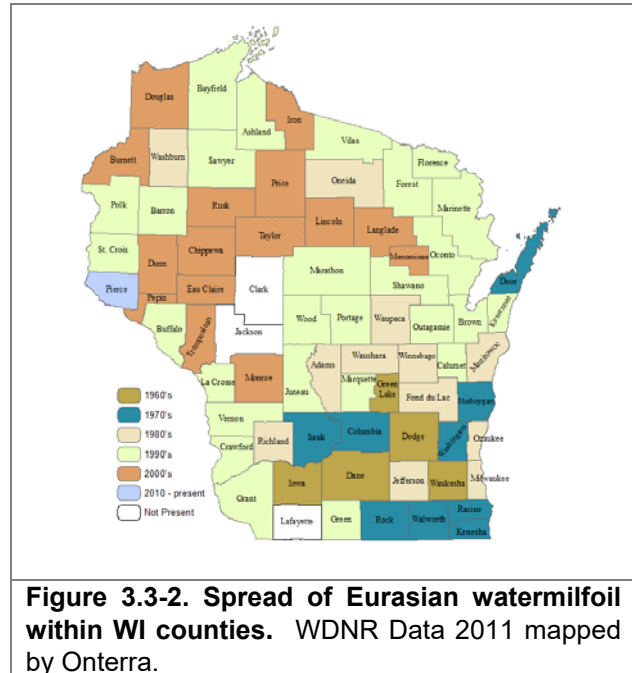 Douglas
Bayfield
Ashland
Iron
Vilas
Burnett
Washburn
Sawyer
Price
Oneida
Forest
Florence
Marinette
Polk
Barron
Rusk
Lincoln
Langlade
Oconto
Taylor
Menominee
St. Croix
Dunn
Chippewa
Clark
Marathon
Shawano
Door
Pierce
Pepin
Eau Claire
Wood
Portage
Waupaca
Outagamie
Brown
Kewaunee
Buffalo
Trempealeau
Jackson
Adams
Waushara
Winnebago
Calumet
Manitowoc
La Crosse
Monroe
Juneau
Marquette
Green
Lake
Fond du Lac
Sheboygan
Vernon
Crawford
Richland
Sauk
Columbia
Dodge
Washington
Ozaukee
Grant
Iowa
Dane
Jefferson
Waukesha
Milwaukee
Lafayette
Green
Rock
Walworth
Racine
Kenosha
1960's
1970's
1980's
1990's
2000's
2010 - present
Not Present
Figure 3.3-2. Spread of Eurasian watermilfoil
within WI counties. WDNR Data 2011 mapped
by Onterra.